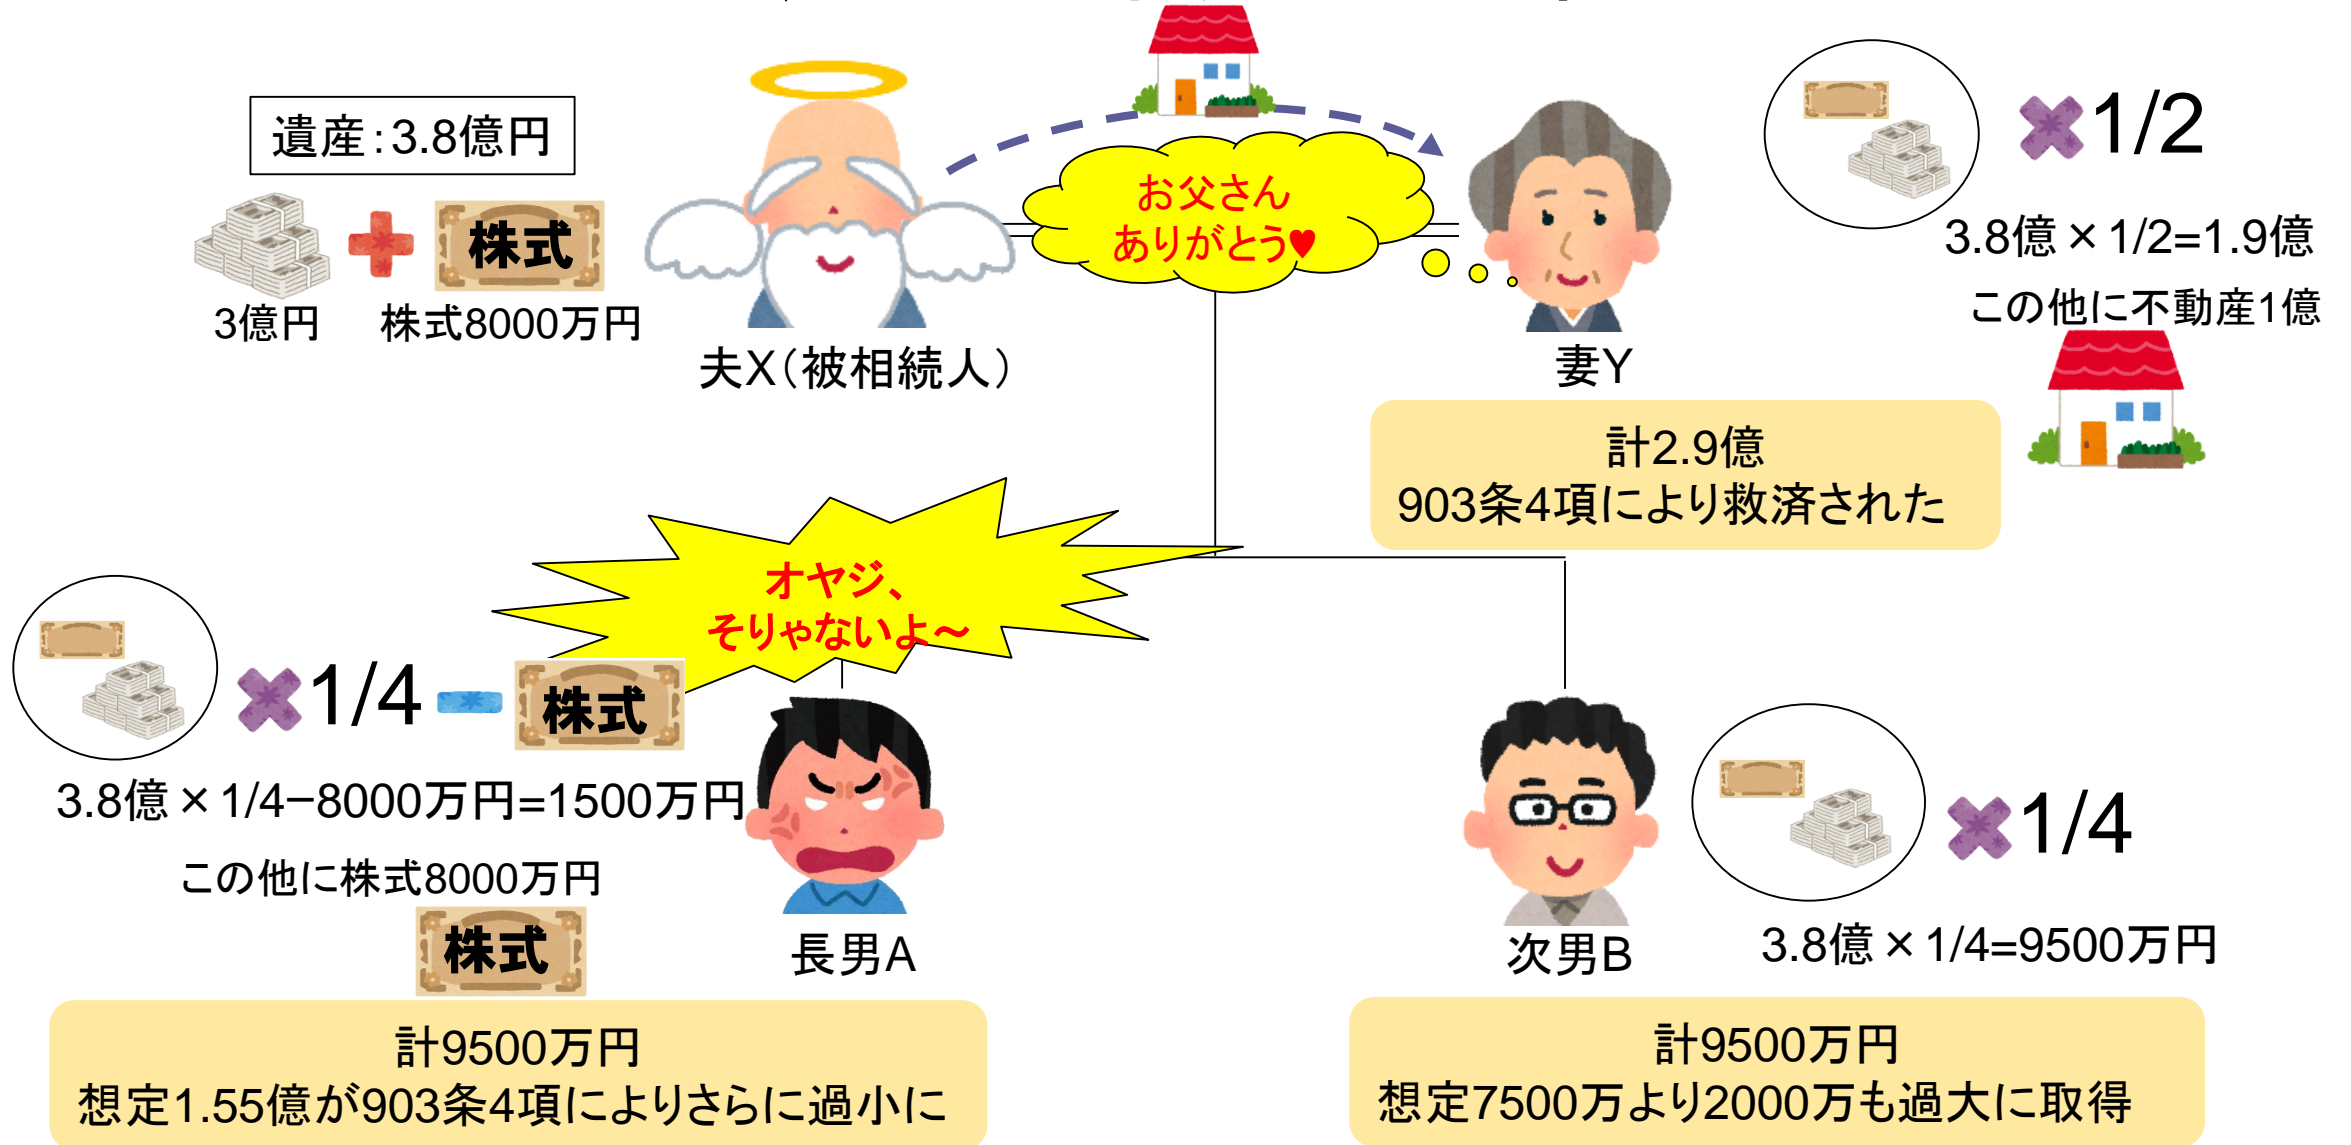 遺産：3.8億円
株式
3億円
株式8000万円
夫X（被相続人）
お父さん
ありがとう♥
妻Y
×1/2
3.8億×1/2=1.9億
この他に不動産1億
計2.9億
903条4項により救済された
オヤジ、
そりゃないよ～
×1/4
株式
3.8億×1/4−8000万円=1500万円
この他に株式8000万円
株式
長男A
計9500万円
想定1.55億が903条4項によりさらに過小に
次男B
×1/4
3.8億×1/4=9500万円
計9500万円
想定7500万より2000万も過大に取得